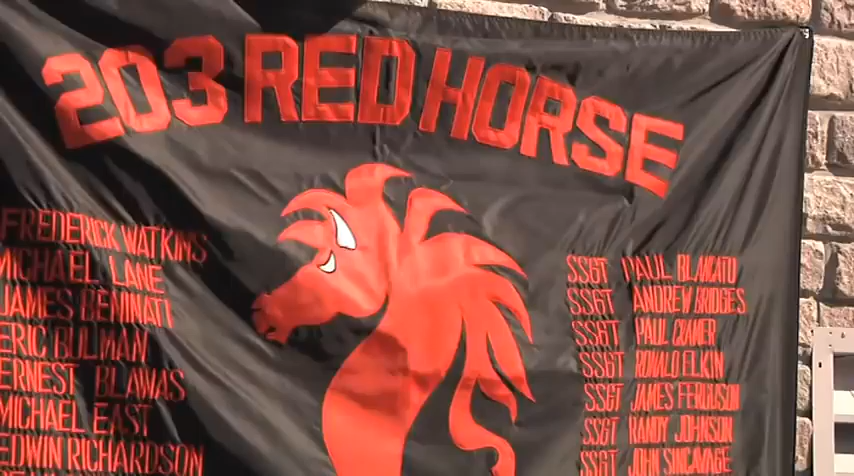 203 RED HORSE
FREDERICK WATKINS
MICHAEL LANE
JAMES BENINATI
ERIC BULMAN
ERNEST BLAWAS
MICHAEL EAST
EDWIN RICHARDSON
SSGT PAUL BLANCATO
SSGT ANDREW BRIDGES
SSGT PAUL CRAMER
SSGT RONALD ELKIN
SSGT JAMES FERGUSON
SSGT RANDY JOHNSON
SSGT JOHN SINCAVAGE